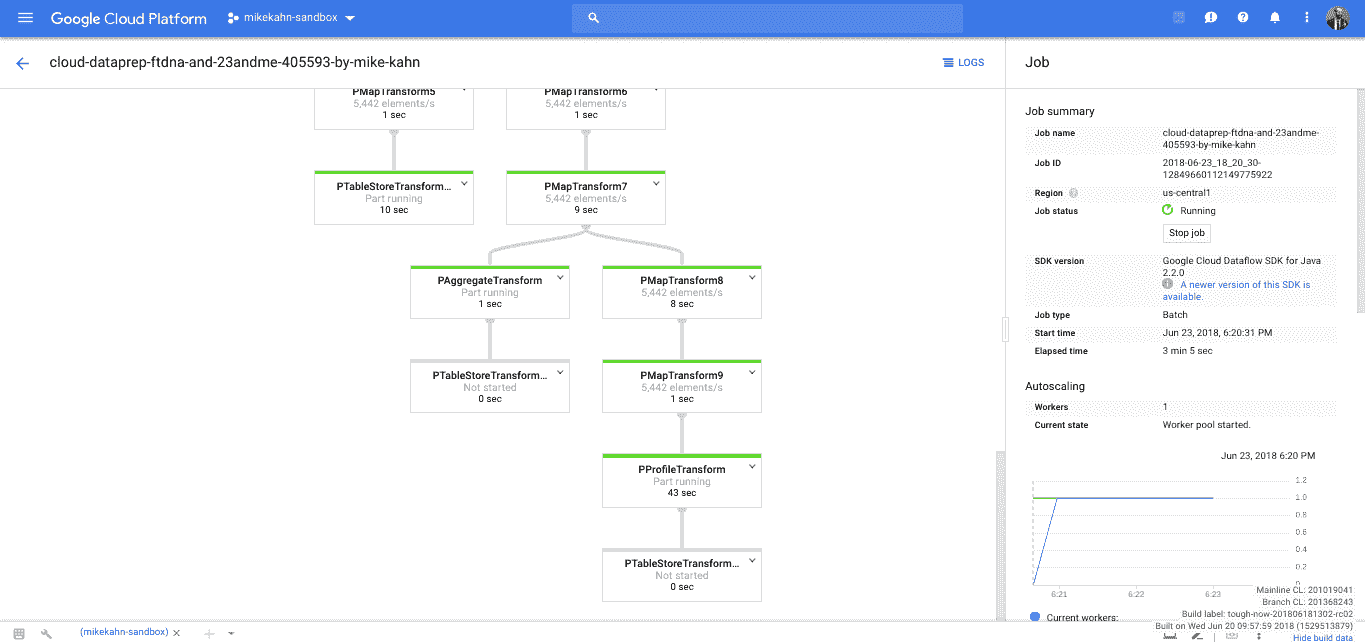 Google Cloud Platform
mikekahn-sandbox
cloud-dataprep-ftdna-and-23andme-405593-by-mike-kahn
LOGS
PMapTransform5
5,442 elements/s
1 sec
PMapTransform6
5,442 elements/s
1 sec
PTableStoreTransform...
Part running
10 sec
PMapTransform7
5,442 elements/s
9 sec
PAggregateTransform
Part running
1 sec
PMapTransform8
5,442 elements/s
8 sec
PTableStoreTransform...
Not started
0 sec
PMapTransform9
5,442 elements/s
1 sec
PProfileTransform
Part running
43 sec
PTableStoreTransform...
Not started
0 sec
Job
Job summary
Job name
cloud-dataprep-ftdna-and-23andme-
405593-by-mike-kahn
Job ID
2018-06-23_18_20_30-
12849660112149775922
Region
us-central1
Job status
Running
Stop job
SDK version
Google Cloud Dataflow SDK for Java
2.2.0
A newer version of this SDK is
available.
Job type
Batch
Start time
Jun 23, 2018, 6:20:31 PM
Elapsed time
3 min 5 sec
Autoscaling
Workers
1
Current state
Worker pool started.
Jun 23, 2018 6:20 PM
1.2
1.0
0.8
0.6
0.4
0.2
0
6:21
6:22
6:23
Current workers:
Mainline CL: 201019041
Branch CL: 201368243
Build label: tough-now-201806181302-rc02
Built on Wed Jun 20 09:57:59 2018 (1529513879)
Hide build data
(mikekahn-sandbox)